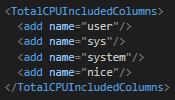 <TotalCPUIncludedColumns>
<add name="user"/>
<add name="sys"/>
<add name="system"/>
<add name="nice"/>
</TotalCPUIncludedColumns>